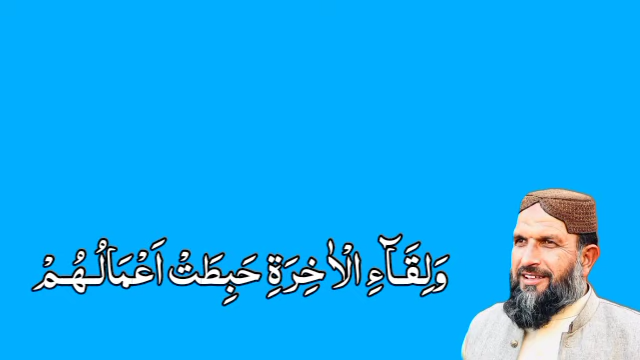 وَلِقَآءِ الْاٰخِرَةِ حَبِطَتْ اَعْمَالُهُمْ